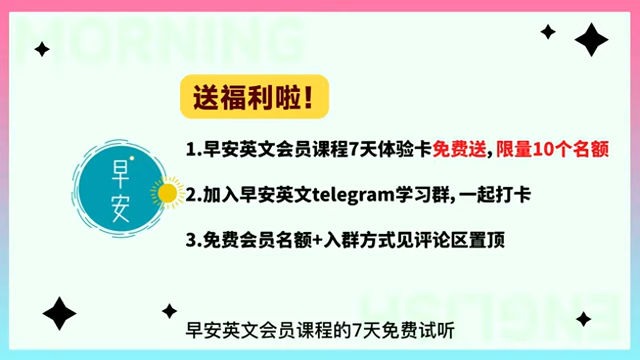 MORNING
送福利啦!
1.早安英文会员课程7天体验卡免费送,限量10个名额
早安
2.加入早安英文telegram学习群,一起打卡
3.免费会员名额+入群方式见评论区置顶
ENGLISH
早安英文会员课程的7天免费试听